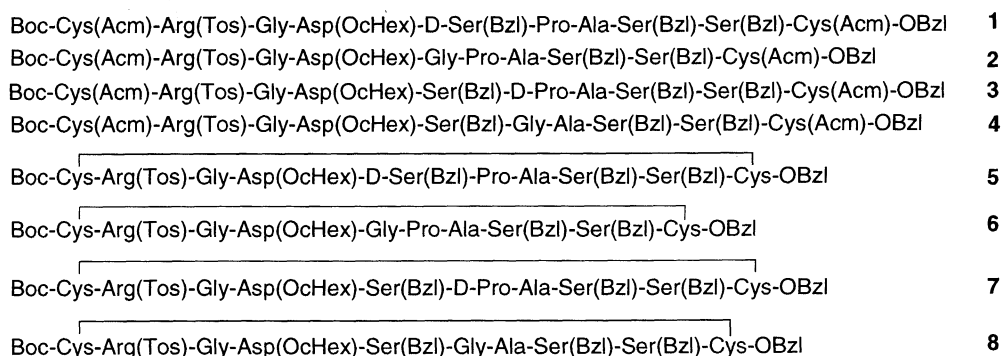 Boc-Cys(Acm)-Arg(Tos)-Gly-Asp(OcHex)-D-Ser(Bzl)-Pro-Ala-Ser(Bzl)-Ser(Bzl)-Cys(Acm)-OBzl 1
Boc-Cys(Acm)-Arg(Tos)-Gly-Asp(OcHex)-Gly-Pro-Ala-Ser(Bzl)-Ser(Bzl)-Cys(Acm)-OBzl 2
Boc-Cys(Acm)-Arg(Tos)-Gly-Asp(OcHex)-Ser(Bzl)-D-Pro-Ala-Ser(Bzl)-Ser(Bzl)-Cys(Acm)-OBzl 3
Boc-Cys(Acm)-Arg(Tos)-Gly-Asp(OcHex)-Ser(Bzl)-Gly-Ala-Ser(Bzl)-Ser(Bzl)-Cys(Acm)-OBzl 4
Boc-Cys-Arg(Tos)-Gly-Asp(OcHex)-D-Ser(Bzl)-Pro-Ala-Ser(Bzl)-Ser(Bzl)-Cys-OBzl 5
Boc-Cys-Arg(Tos)-Gly-Asp(OcHex)-Gly-Pro-Ala-Ser(Bzl)-Ser(Bzl)-Cys-OBzl 6
Boc-Cys-Arg(Tos)-Gly-Asp(OcHex)-Ser(Bzl)-D-Pro-Ala-Ser(Bzl)-Ser(Bzl)-Cys-OBzl 7
Boc-Cys-Arg(Tos)-Gly-Asp(OcHex)-Ser(Bzl)-Gly-Ala-Ser(Bzl)-Ser(Bzl)-Cys-OBzl 8